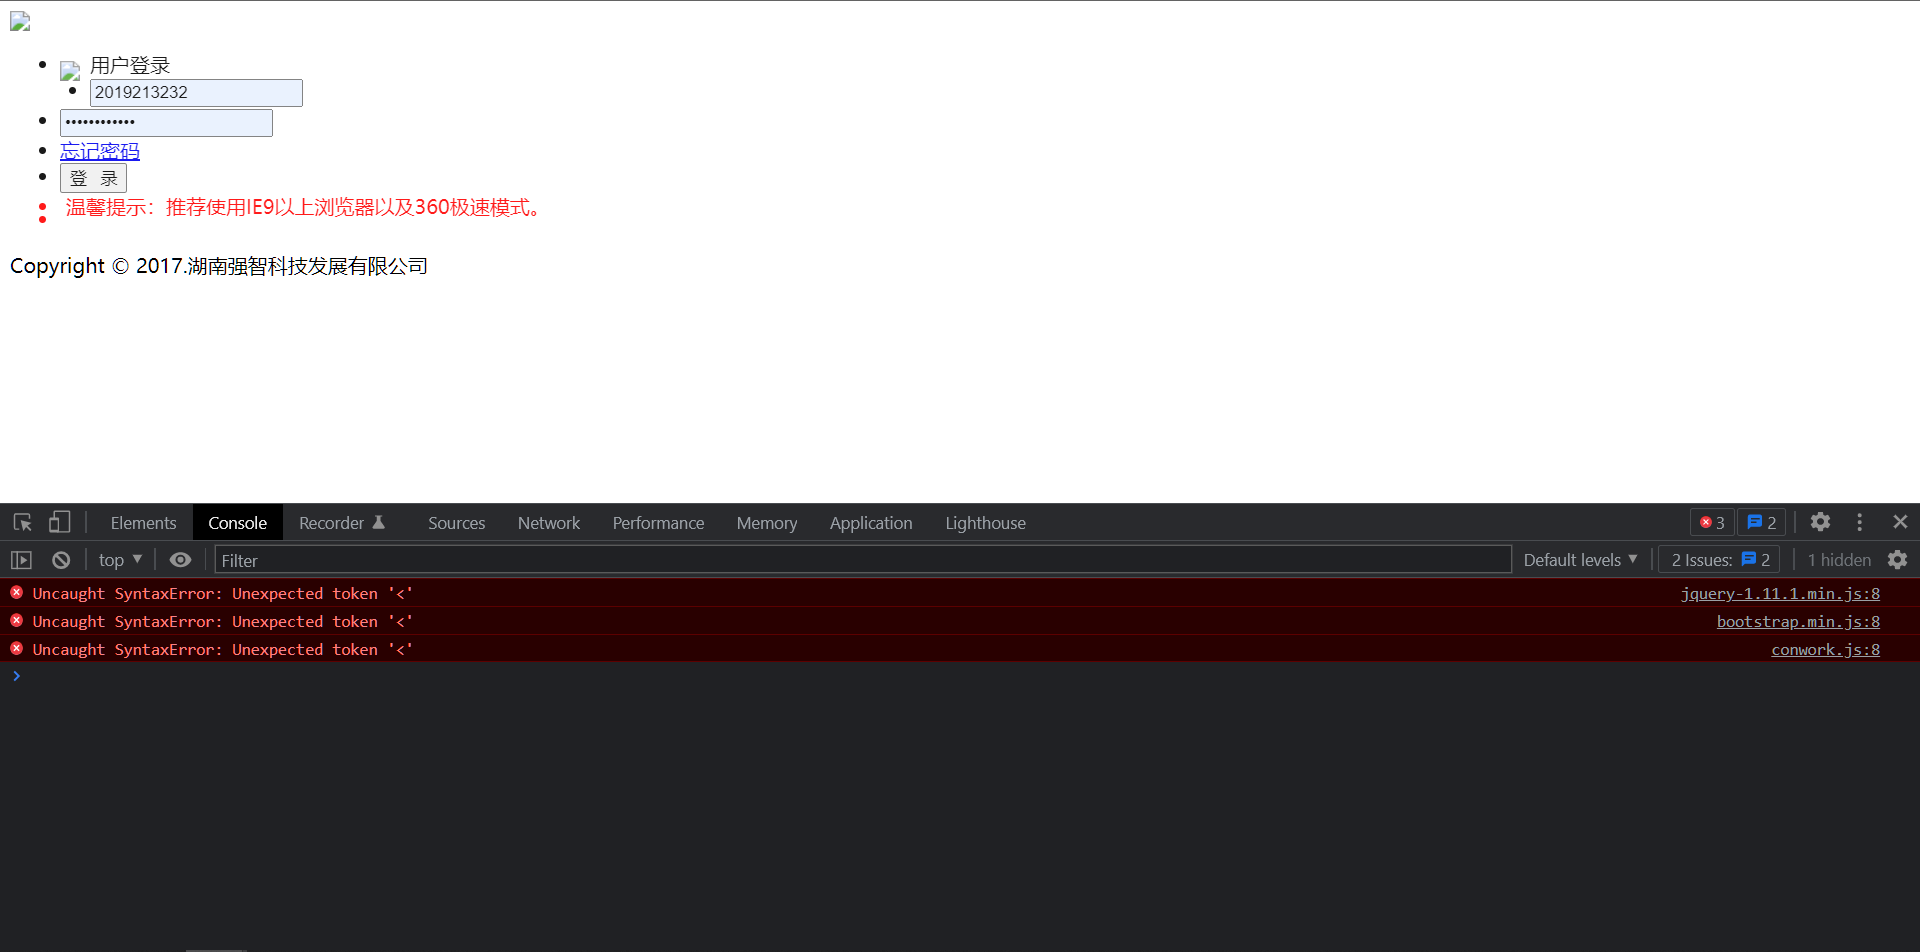 用户登录
2019213232
••••••••••••
忘记密码
登 录
温馨提示：推荐使用IE9以上浏览器以及360极速模式。
Copyright © 2017.湖南强智科技发展有限公司
Elements Console Recorder Sources Network Performance Memory Application Lighthouse 3 2
top Filter Default levels 2 Issues: 2 1 hidden
Uncaught SyntaxError: Unexpected token '<' jquery-1.11.1.min.js:8
Uncaught SyntaxError: Unexpected token '<' bootstrap.min.js:8
Uncaught SyntaxError: Unexpected token '<' conwork.js:8